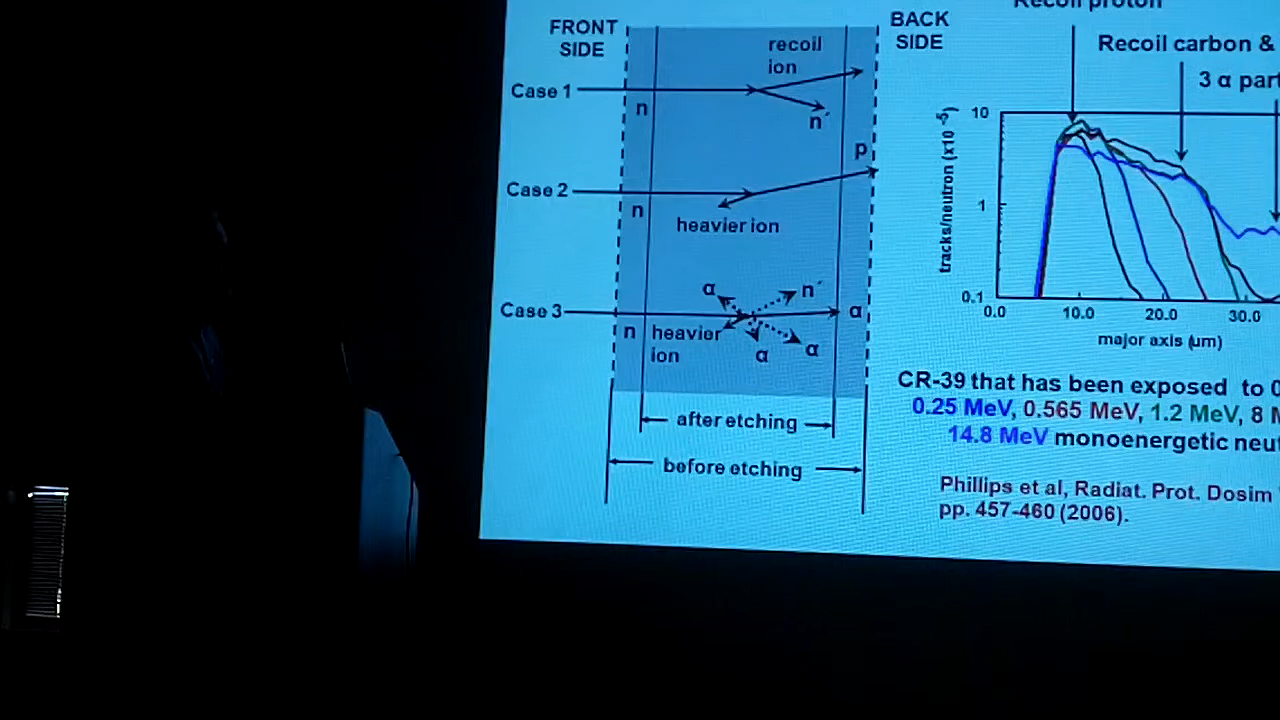 FRONT
SIDE
BACK
SIDE
recoil
ion
Case 1
n
n´
p
Case 2
n
heavier ion
α
n´
Case 3
α
n
heavier
ion
α
α
after etching
before etching
Recoil proton
Recoil carbon &
3 α
10
1
0.1
tracks/neutron (x10 -5)
0.0
10.0
20.0
30.0
major axis (µm)
CR-39 that has been exposed to
0.25 MeV, 0.565 MeV, 1.2 MeV, 8
14.8 MeV monoenergetic
Phillips et al, Radiat. Prot. Dosim
pp. 457-460 (2006).